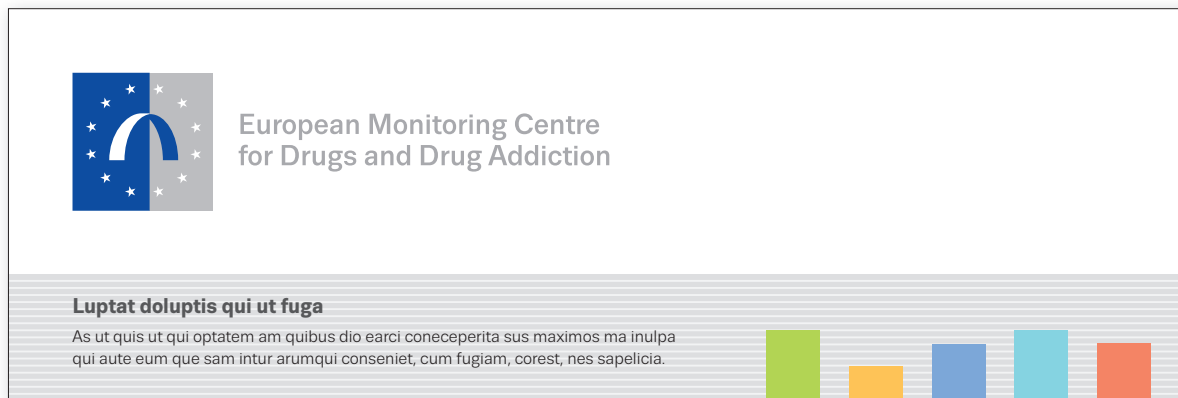 European Monitoring Centre
for Drugs and Drug Addiction
Luptat doluptis qui ut fuga
As ut quis ut qui optatem am quibus dio earci coneceperita sus maximos ma inulpa
qui aute eum que sam intur arumqui conseniet, cum fugiam, corest, nes sapelicia.